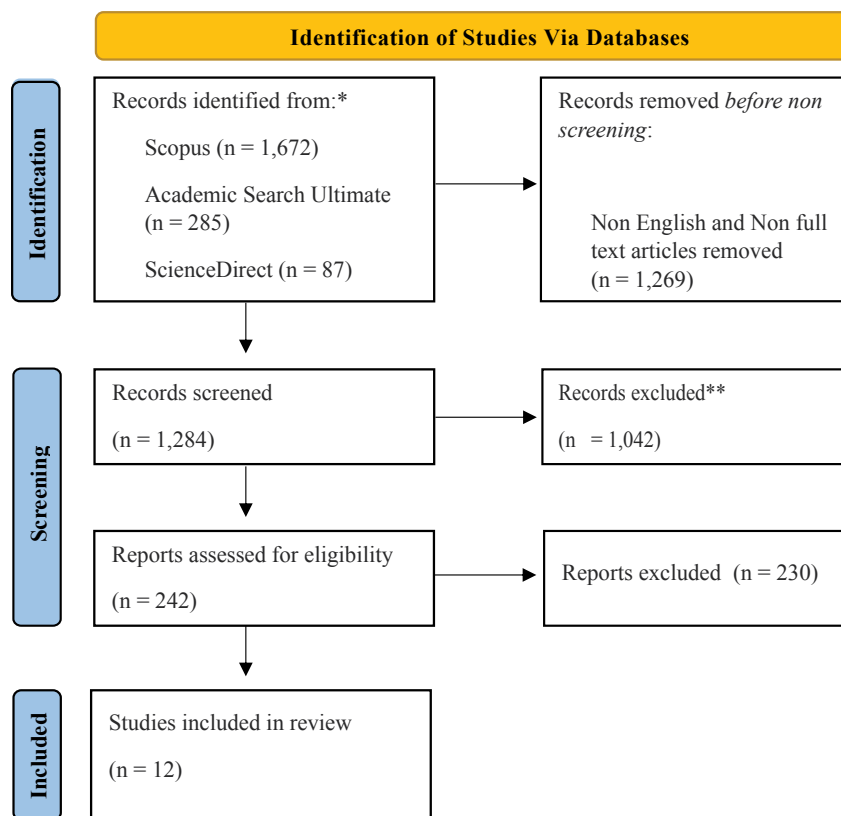 Identification of Studies Via Databases
Identification
Records identified from:*
Scopus (n = 1,672)
Academic Search Ultimate
(n = 285)
ScienceDirect (n = 87)
Records removed before non
screening:
Non English and Non full
text articles removed
(n = 1,269)
Screening
Records screened
(n = 1,284)
Records excluded**
(n = 1,042)
Reports assessed for eligibility
(n = 242)
Reports excluded (n = 230)
Included
Studies included in review
(n = 12)